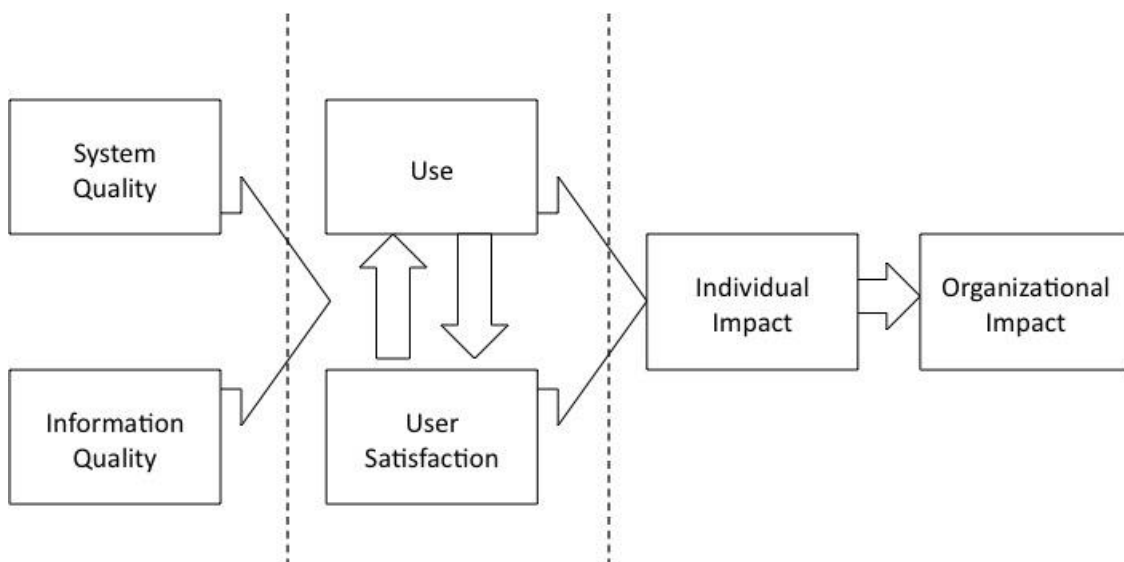 System
Quality
Information
Quality
Use
User
Satisfaction
Individual
Impact
Organizational
Impact